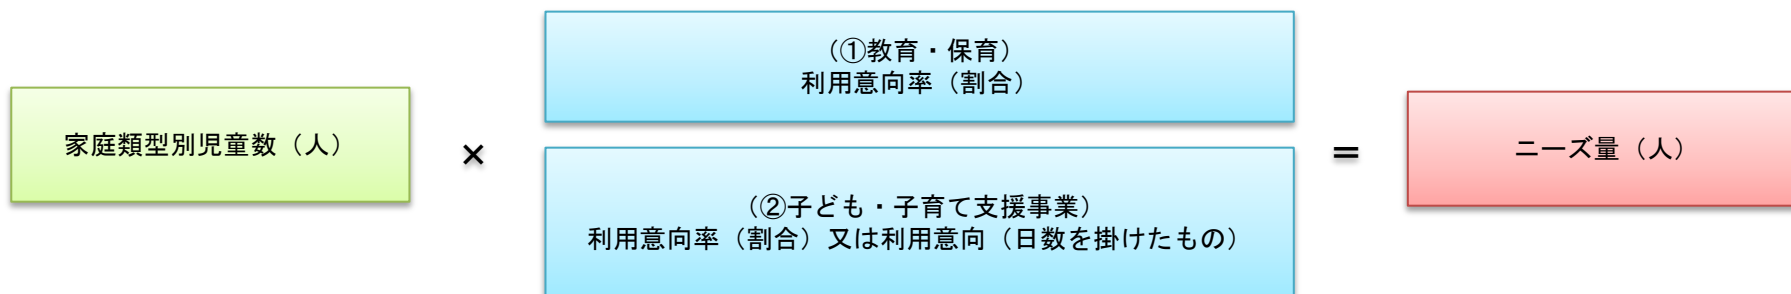 家庭類型別児童数（人）
×
（①教育・保育）
利用意向率（割合）
（②子ども・子育て支援事業）
利用意向率（割合）又は利用意向（日数を掛けたもの）
＝
ニーズ量（人）